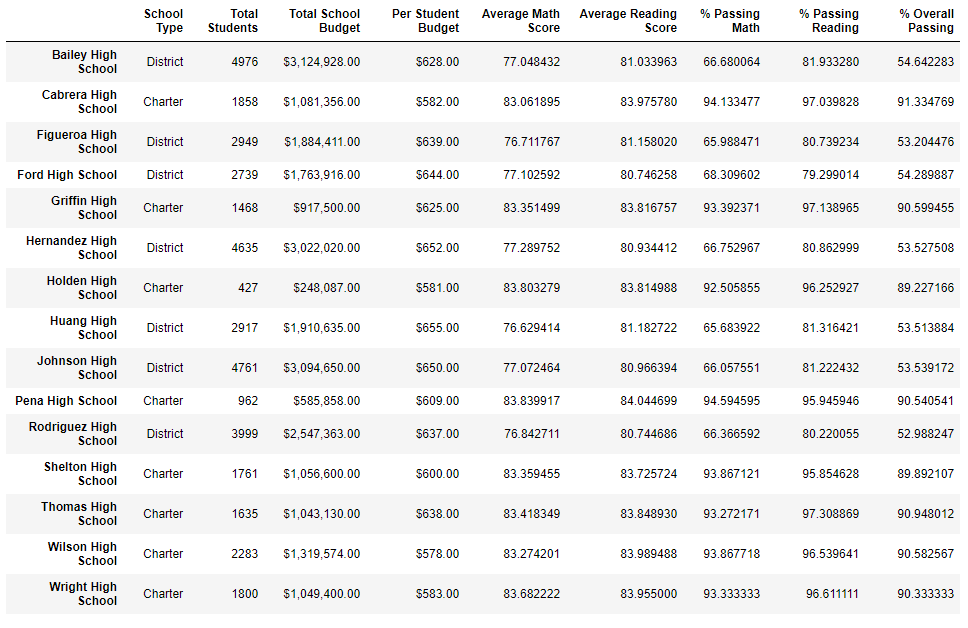 School Type Total Students Total School Budget Per Student Budget Average Math Score Average Reading Score % Passing Math % Passing Reading % Overall Passing
Bailey High School District 4976 $3,124,928.00 $628.00 77.048432 81.033963 66.680064 81.933280 54.642283
Cabrera High School Charter 1858 $1,081,356.00 $582.00 83.061895 83.975780 94.133477 97.039828 91.334769
Figueroa High School District 2949 $1,884,411.00 $639.00 76.711767 81.158020 65.988471 80.739234 53.204476
Ford High School District 2739 $1,763,916.00 $644.00 77.102592 80.746258 68.309602 79.299014 54.289887
Griffin High School Charter 1468 $917,500.00 $625.00 83.351499 83.816757 93.392371 97.138965 90.599455
Hernandez High School District 4635 $3,022,020.00 $652.00 77.289752 80.934412 66.752967 80.862999 53.527508
Holden High School Charter 427 $248,087.00 $581.00 83.803279 83.814988 92.505855 96.252927 89.227166
Huang High School District 2917 $1,910,635.00 $655.00 76.629414 81.182722 65.683922 81.316421 53.513884
Johnson High School District 4761 $3,094,650.00 $650.00 77.072464 80.966394 66.057551 81.222432 53.539172
Pena High School Charter 962 $585,858.00 $609.00 83.839917 84.044699 94.594595 95.945946 90.540541
Rodriguez High School District 3999 $2,547,363.00 $637.00 76.842711 80.744686 66.366592 80.220055 52.988247
Shelton High School Charter 1761 $1,056,600.00 $600.00 83.359455 83.725724 93.867121 95.854628 89.892107
Thomas High School Charter 1635 $1,043,130.00 $638.00 83.418349 83.848930 93.272171 97.308869 90.948012
Wilson High School Charter 2283 $1,319,574.00 $578.00 83.274201 83.989488 93.867718 96.539641 90.582567
Wright High School Charter 1800 $1,049,400.00 $583.00 83.682222 83.955000 93.333333 96.611111 90.333333